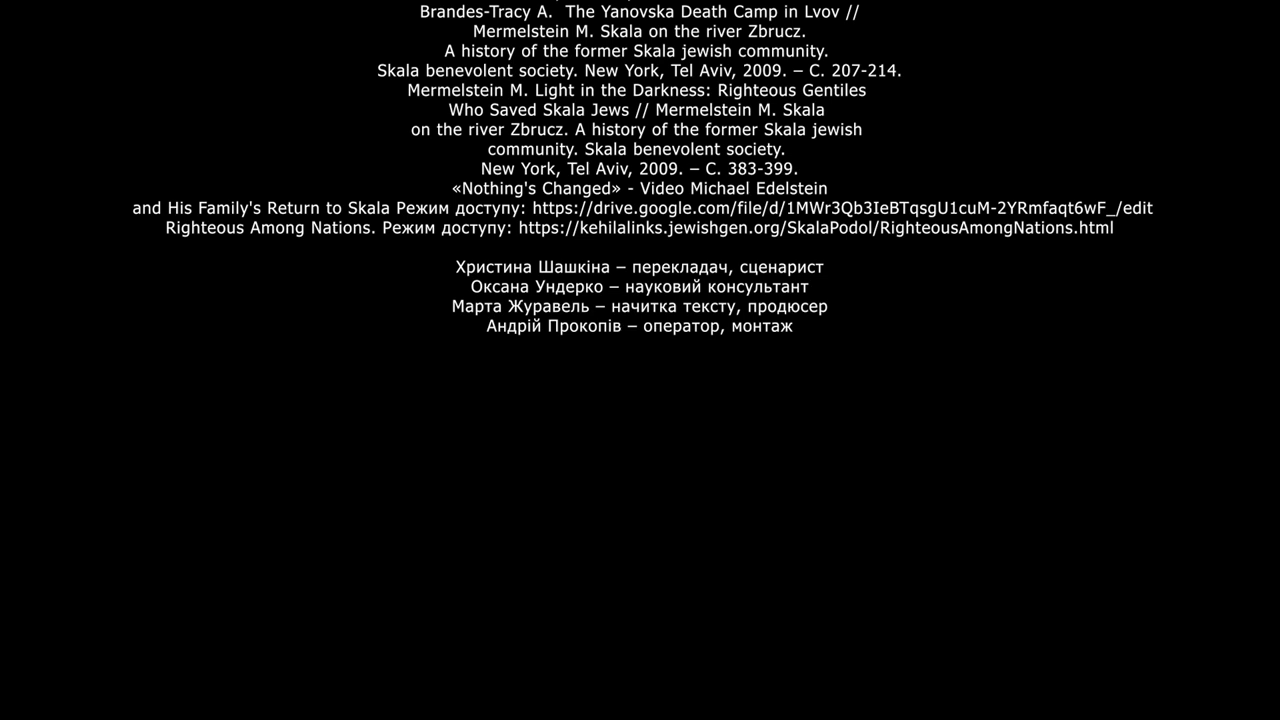 Brandes-Tracy A.  The Yanovska Death Camp in Lvov //
Mermelstein M. Skala on the river Zbrucz.
A history of the former Skala jewish community.
Skala benevolent society. New York, Tel Aviv, 2009. – С. 207-214.
Mermelstein M. Light in the Darkness: Righteous Gentiles
Who Saved Skala Jews // Mermelstein M. Skala
on the river Zbrucz. A history of the former Skala jewish
community. Skala benevolent society.
New York, Tel Aviv, 2009. – С. 383-399.
«Nothing's Changed» - Video Michael Edelstein
and His Family's Return to Skala Режим доступу: https://drive.google.com/file/d/1MWr3Qb3IeBTqsgU1cuM-2YRmfaqt6wF_/edit
Righteous Among Nations. Режим доступу: https://kehilalinks.jewishgen.org/SkalaPodol/RighteousAmongNations.html
Христина Шашкіна – перекладач, сценарист
Оксана Ундерко – науковий консультант
Марта Журавель – начитка тексту, продюсер
Андрій Прокопів – оператор, монтаж